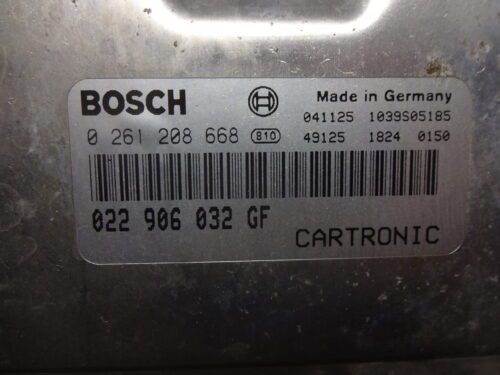 BOSCH
Made in Germany
0 261 208 668 810
041125 1039S05185
49125 1824 0150
022 906 032 GF
CARTRONIC